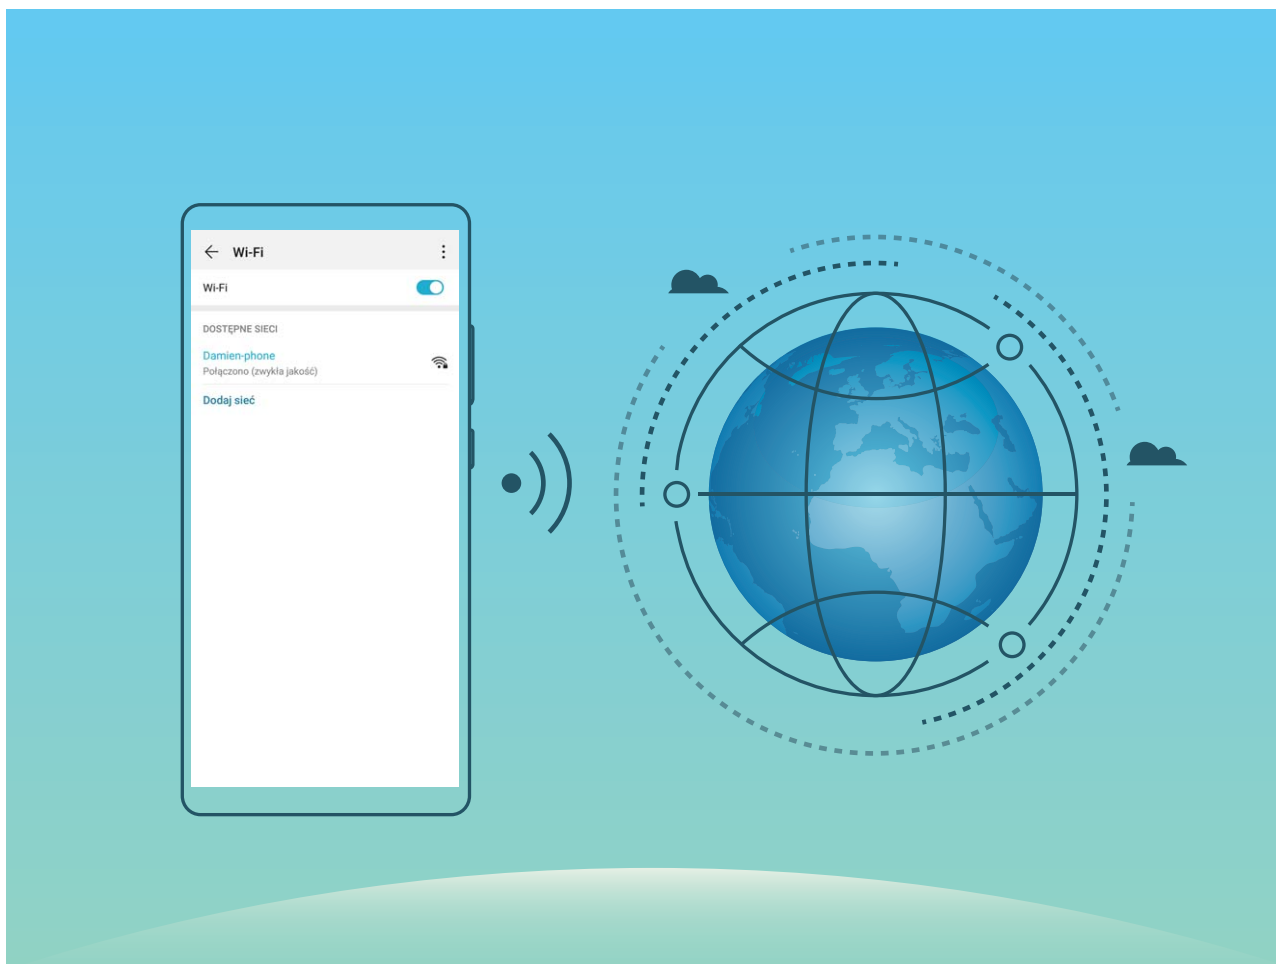 Wi-Fi
Wi-Fi
DOSTĘPNE SIECI
Damien-phone
Połączono (zwykła jakość)
Dodaj sieć